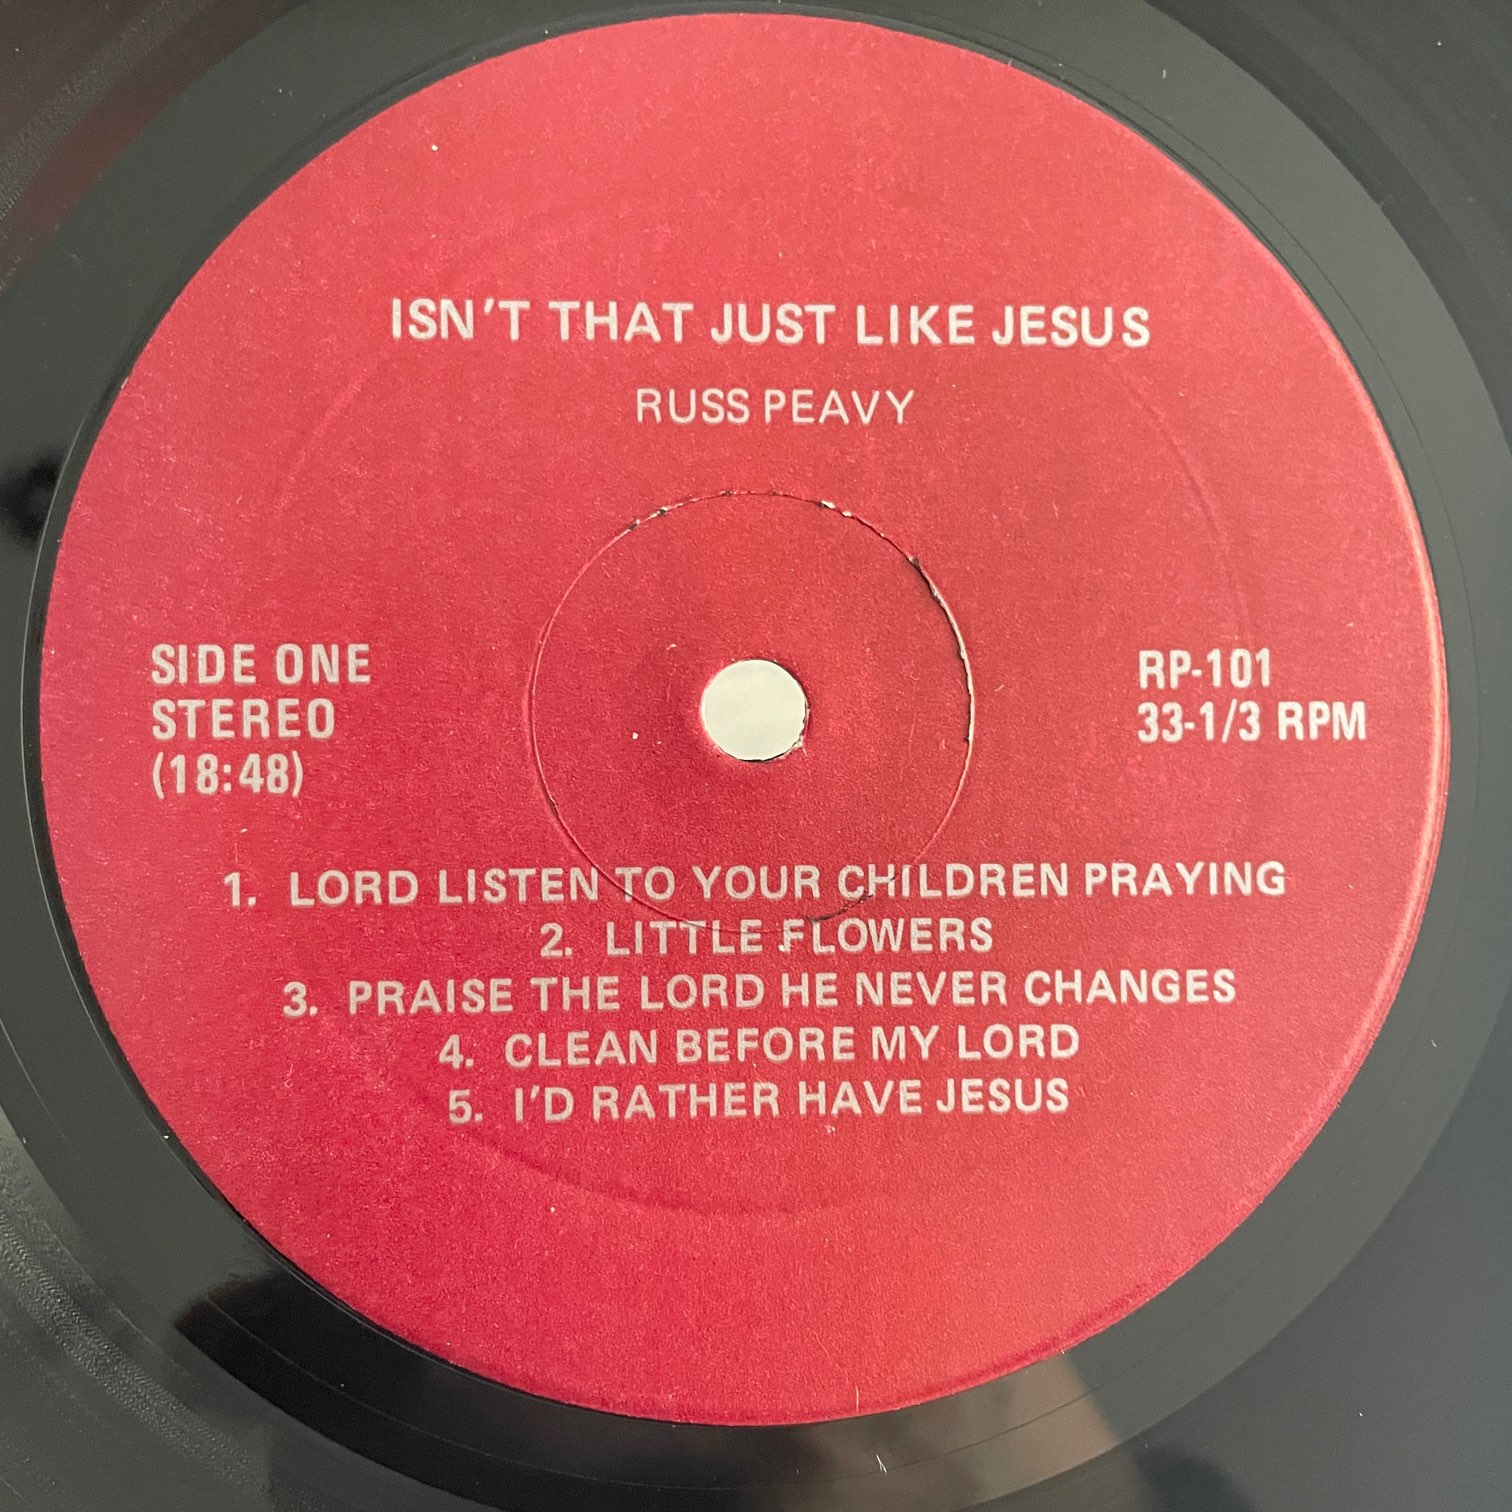 ISN'T THAT JUST LIKE JESUS
RUSS PEAVY
SIDE ONE
STEREO
(18:48)
RP-101
33-1/3 RPM
1. LORD LISTEN TO YOUR CHILDREN PRAYING
2. LITTLE FLOWERS
3. PRAISE THE LORD HE NEVER CHANGES
4. CLEAN BEFORE MY LORD
5. I'D RATHER HAVE JESUS